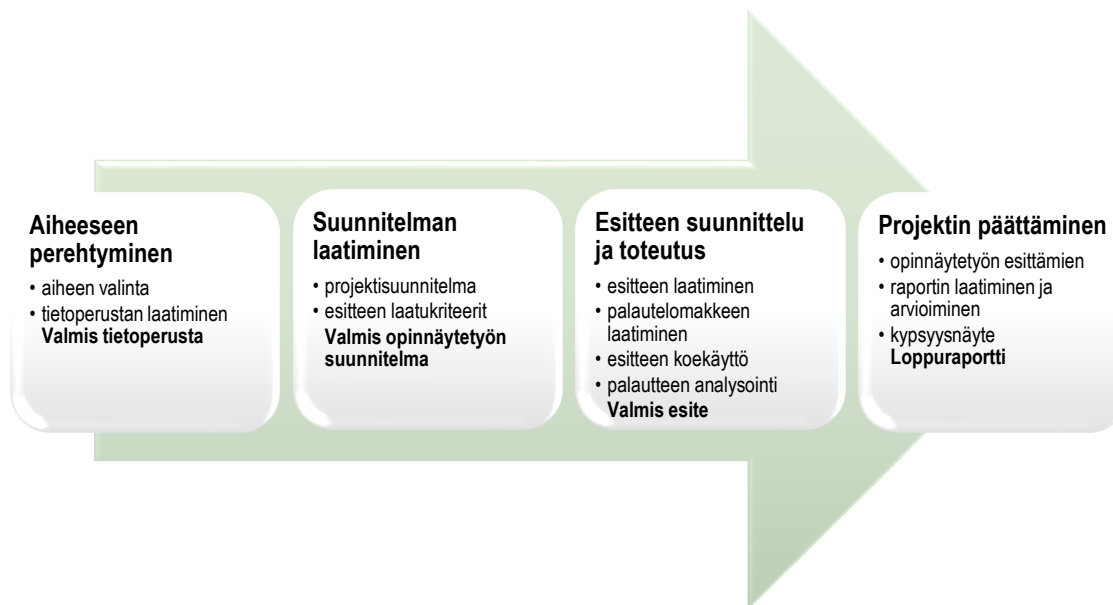 Aiheeseen
perehtyminen
• aiheen valinta
• tietoperustan laatiminen
Valmis tietoperusta
Suunnitelman
laatiminen
• projektisuunnitelma
• esitteen laatukriteerit
Valmis opinnäytetyön
suunnitelma
Esitteen suunnittelu
ja toteutus
• esitteen laatiminen
• palautelomakkeen
laatiminen
• esitteen koekäyttö
• palautteen analysointi
Valmis esite
Projektin päättäminen
• opinnäytetyön esittämien
• raportin laatiminen ja
arvioiminen
• kypsyysnäyte
Loppuraportti